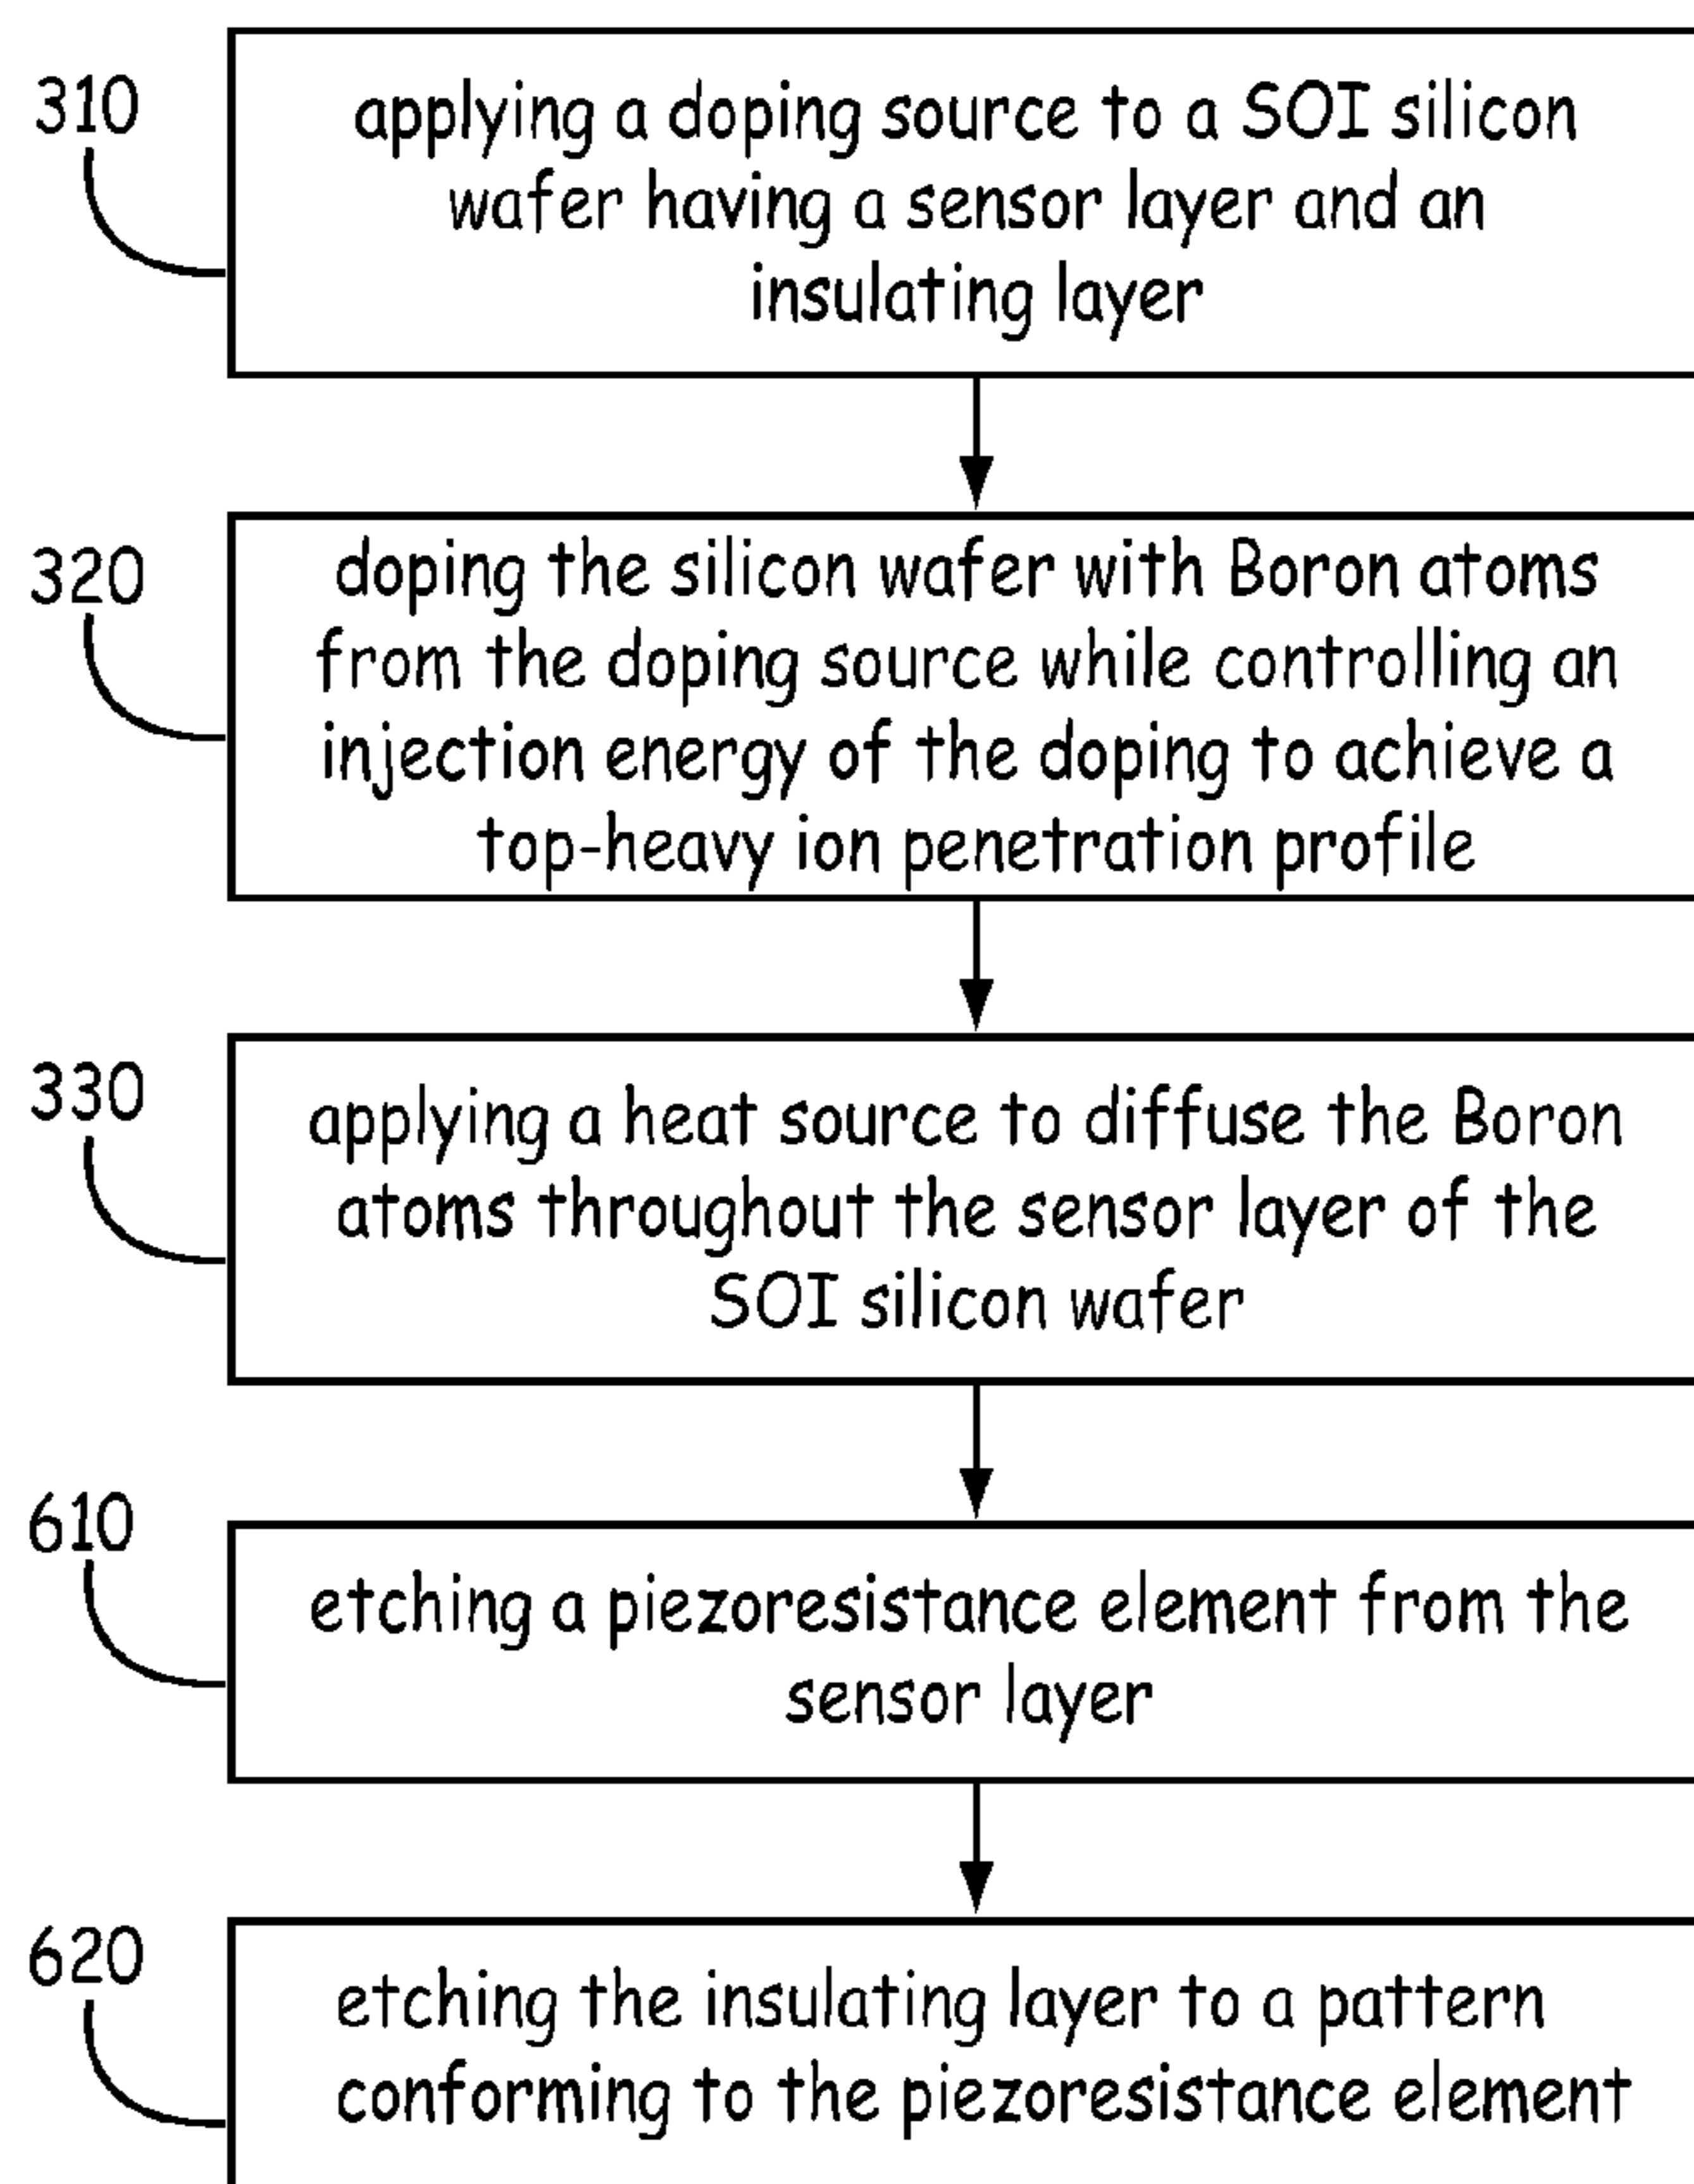 310
applying a doping source to a SOI silicon
wafer having a sensor layer and an
insulating layer
320
doping the silicon wafer with Boron atoms
from the doping source while controlling an
injection energy of the doping to achieve a
top-heavy ion penetration profile
330
applying a heat source to diffuse the Boron
atoms throughout the sensor layer of the
SOI silicon wafer
610
etching a piezoresistance element from the
sensor layer
620
etching the insulating layer to a pattern
conforming to the piezoresistance element